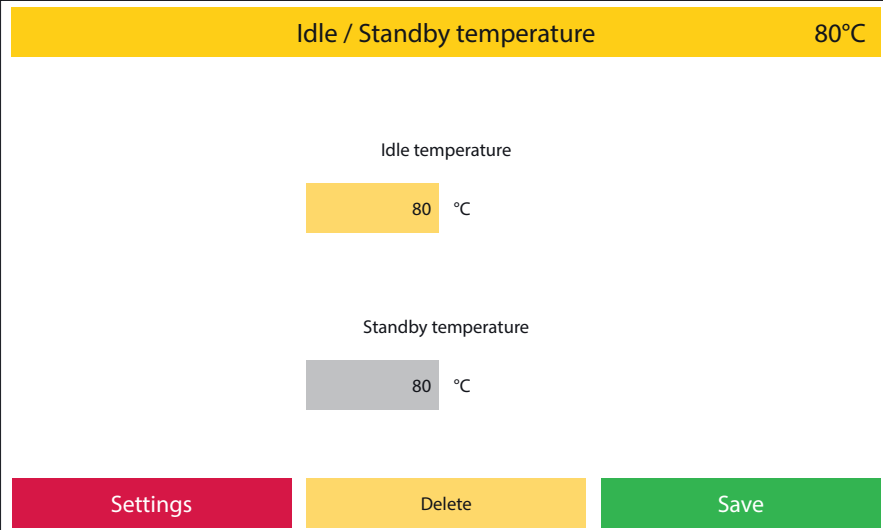 Idle / Standby temperature 80°C
Idle temperature
80 °C
Standby temperature
80 °C
Settings Delete Save